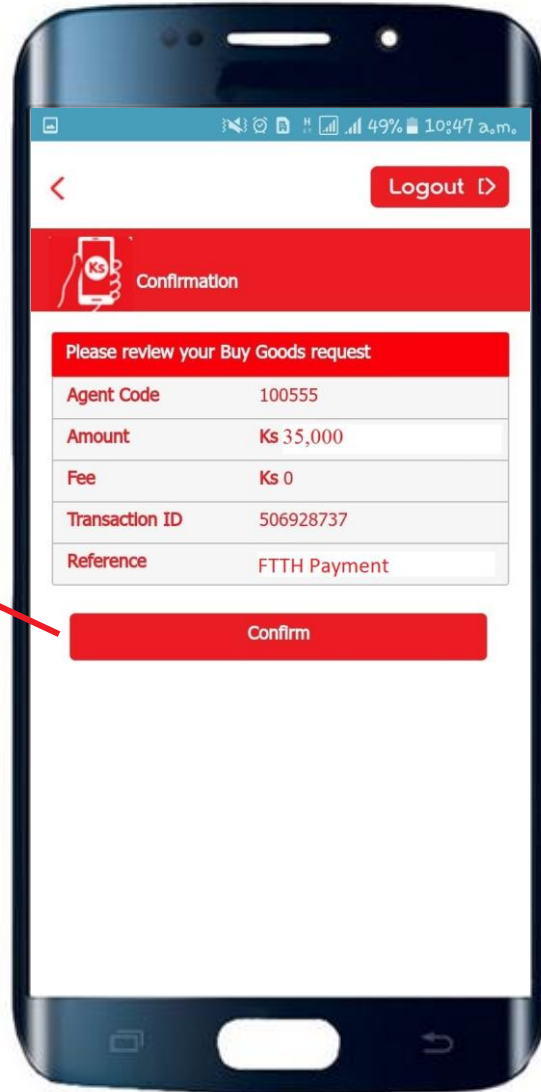 49% 10:47 a.m.
Logout
Ks
Confirmation
Please review your Buy Goods request
Agent Code 100555
Amount Ks 35,000
Fee Ks 0
Transaction ID 506928737
Reference FTTH Payment
Confirm